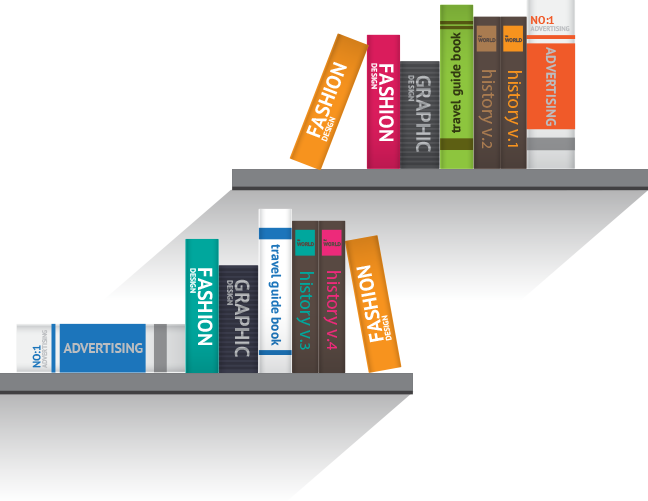 FASHION
DESIGN
FASHION
DESIGN
GRAPHIC
DESIGN
travel guide book
WORLD
history v.2
WORLD
history v.1
NO:1
ADVERTISING
ADVERTISING
NO:1
ADVERTISING
ADVERTISING
FASHION
DESIGN
GRAPHIC
DESIGN
travel guide book
WORLD
history v.3
WORLD
history v.4
FASHION
DESIGN